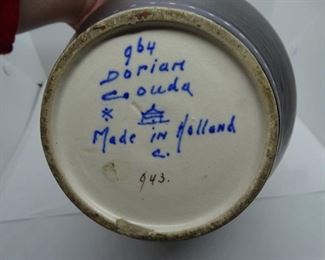 964
Dorian
Gouda
Made in Holland
C.
943.